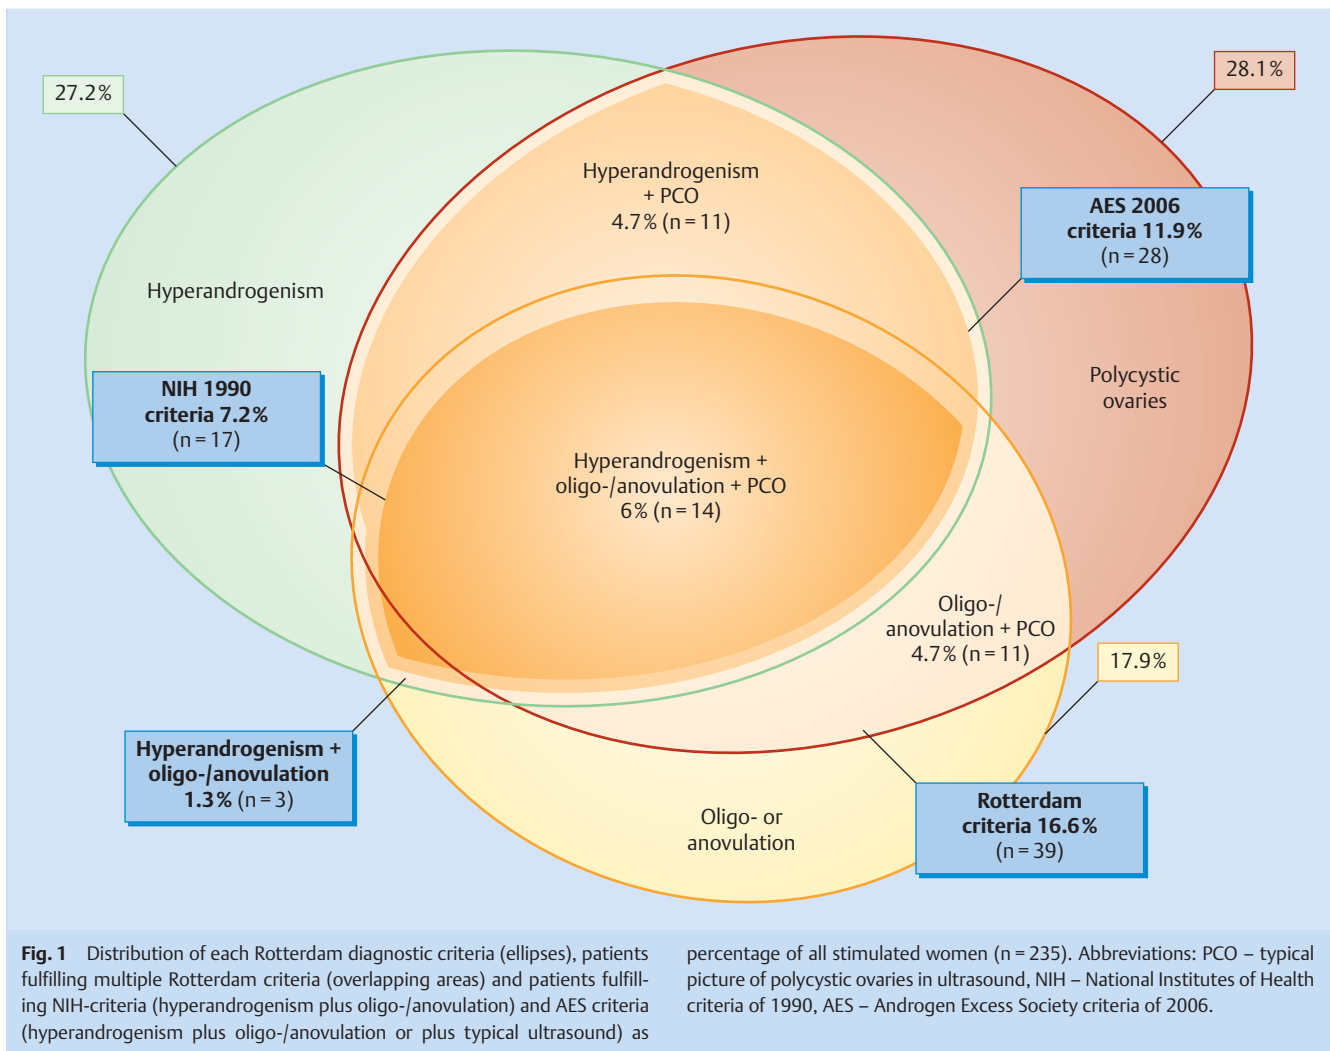 27.2%
28.1%
Hyperandrogenism
+ PCO
4.7% (n = 11)
AES 2006
criteria 11.9%
(n = 28)
Hyperandrogenism
Polycystic
ovaries
NIH 1990
criteria 7.2%
(n = 17)
Hyperandrogenism +
oligo-/anovulation + PCO
6% (n = 14)
Oligo-/
anovulation + PCO
4.7% (n = 11)
17.9%
Hyperandrogenism +
oligo-/anovulation
1.3% (n = 3)
Rotterdam
criteria 16.6%
(n = 39)
Oligo- or
anovulation
Fig. 1 Distribution of each Rotterdam diagnostic criteria (ellipses), patients
fulfilling multiple Rotterdam criteria (overlapping areas) and patients fulfill-
ing NIH-criteria (hyperandrogenism plus oligo-/anovulation) and AES criteria
(hyperandrogenism plus oligo-/anovulation or plus typical ultrasound) as
percentage of all stimulated women (n = 235). Abbreviations: PCO – typical
picture of polycystic ovaries in ultrasound, NIH – National Institutes of Health
criteria of 1990, AES – Androgen Excess Society criteria of 2006.